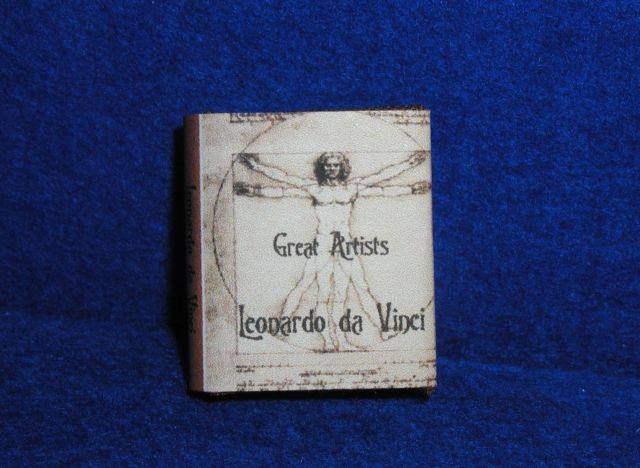 Great Artists
Leonardo da Vinci
Leonardo da Vinci